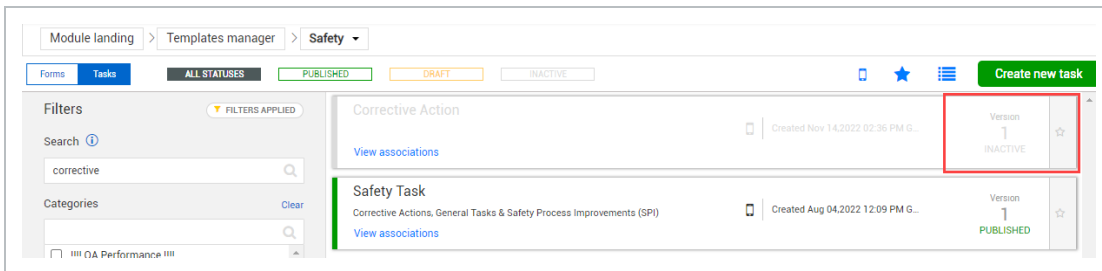 Module landing > Templates manager > Safety
Forms Tasks ALL STATUSES PUBLISHED DRAFT INACTIVE Create new task
Filters FILTERS APPLIED
Search
corrective
Categories Clear
!!!! QA Performance !!!!
Corrective Action
Created Nov 14,2022 02:36 PM G...
View associations
Version
1
INACTIVE
Safety Task
Corrective Actions, General Tasks & Safety Process Improvements (SPI)
Created Aug 04,2022 12:09 PM G...
View associations
Version
1
PUBLISHED